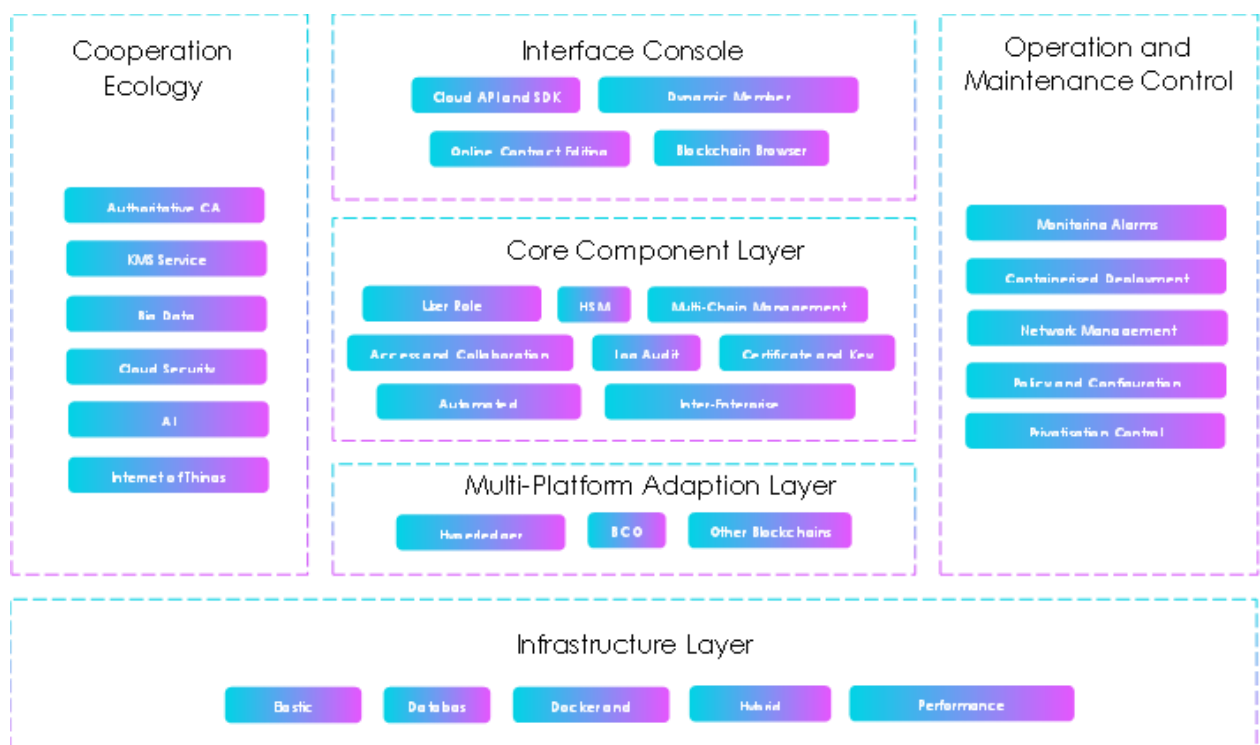 Cooperation
Ecology
Authoritative CA
KMS Service
Big Data
Cloud Security
AI
Internet of Things
Interface Console
Cloud API and SDK
Dynamic Member
Online Contract Editing
Blockchain Browser
Core Component Layer
User Role
HSM
Multi-Chain Management
Access and Collaboration
Log Audit
Certificate and Key
Automated
Inter-Enterprise
Multi-Platform Adaption Layer
Hyperledger
BCO
Other Blockchains
Operation and
Maintenance Control
Monitoring Alarms
Containerised Deployment
Network Management
Policy and Configuration
Privatisation Control
Infrastructure Layer
Elastic
Databas
Docker and
Hybrid
Performance